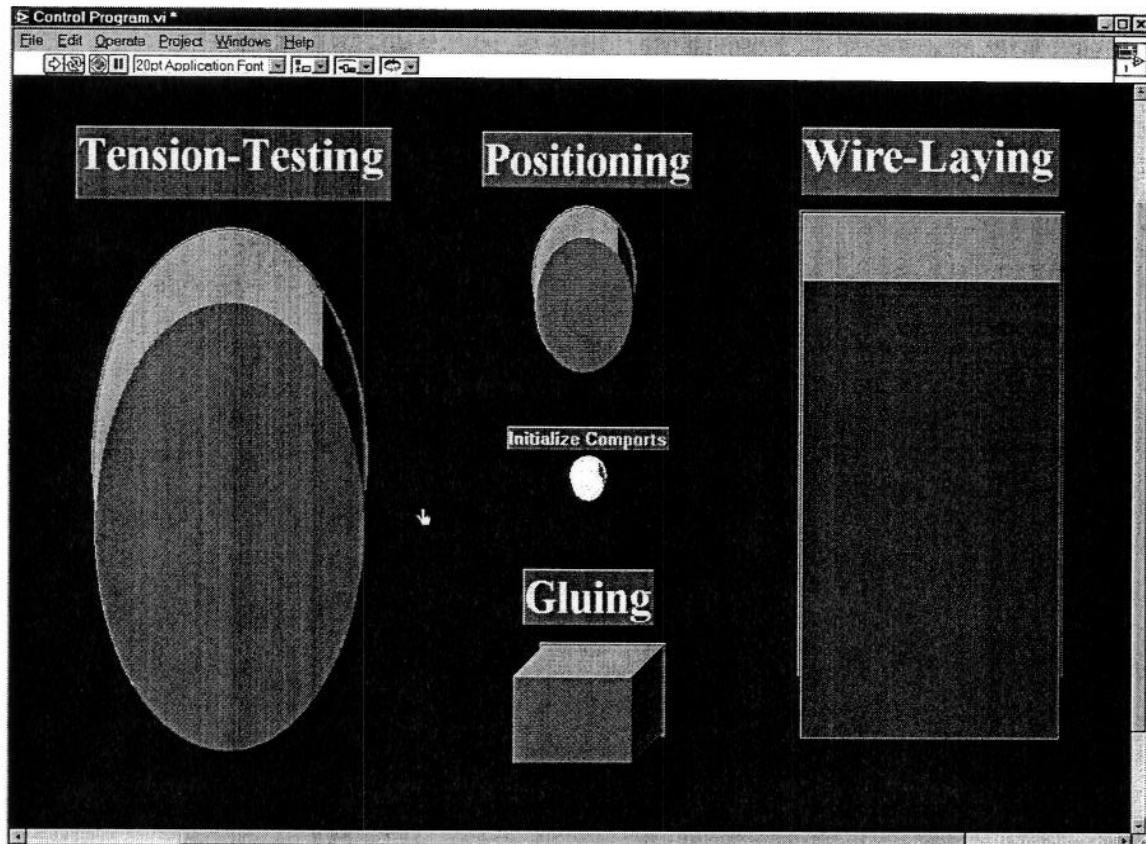 Control Program.vi *
File Edit Operate Project Windows Help
20pt Application Font
1
Tension-Testing
Positioning
Wire-Laying
Initialize Comports
Gluing